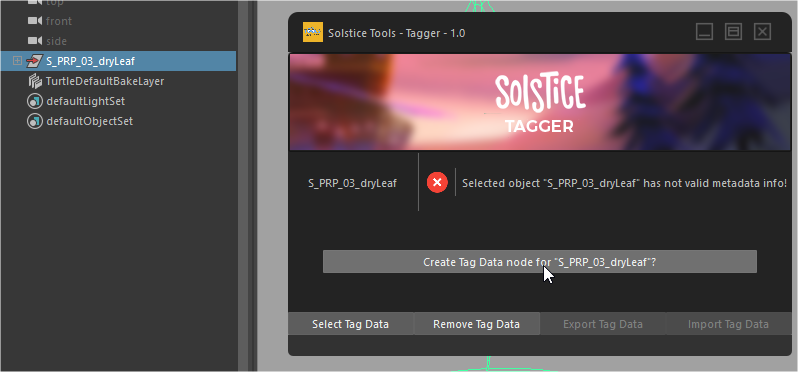 top
front
side
S_PRP_03_dryLeaf
TurtleDefaultBakeLayer
defaultLightSet
defaultObjectSet
Solstice Tools - Tagger - 1.0
SOLSTICE
TAGGER
S_PRP_03_dryLeaf
Selected object "S_PRP_03_dryLeaf" has not valid metadata info!
Create Tag Data node for "S_PRP_03_dryLeaf"?
Select Tag Data
Remove Tag Data
Export Tag Data
Import Tag Data